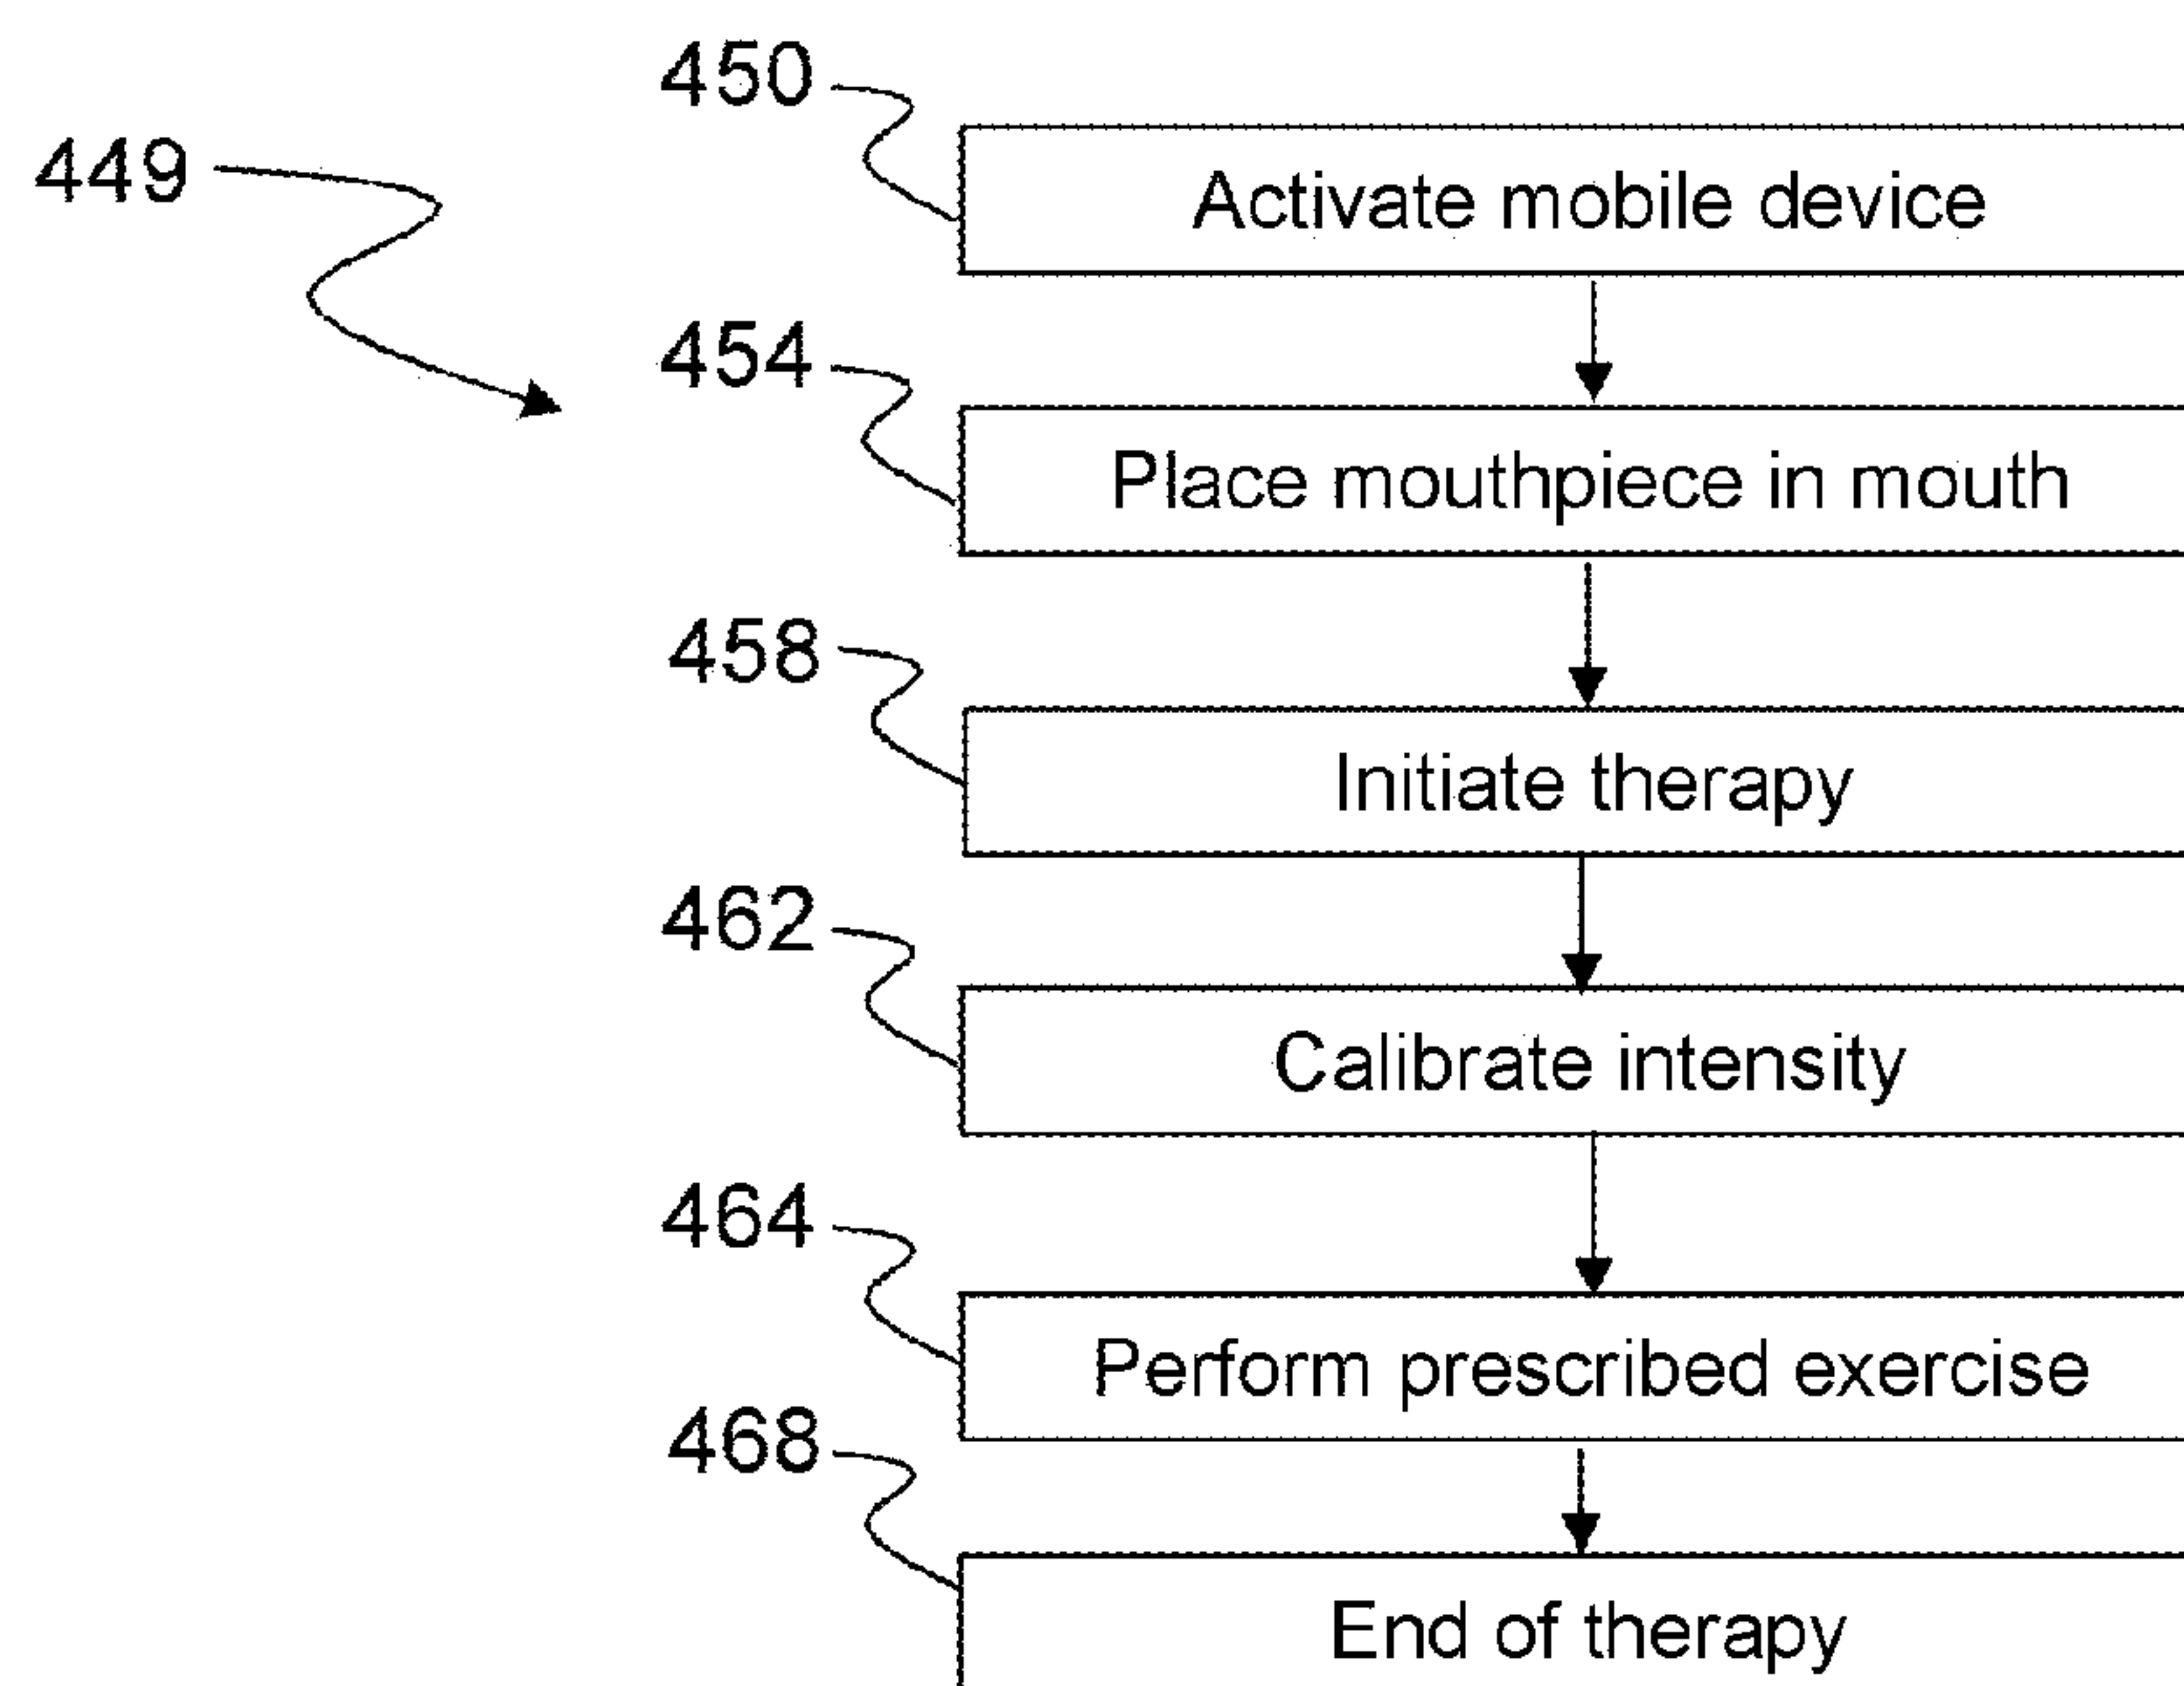 450
449
Activate mobile device
454
Place mouthpiece in mouth
458
Initiate therapy
462
Calibrate intensity
464
Perform prescribed exercise
468
End of therapy